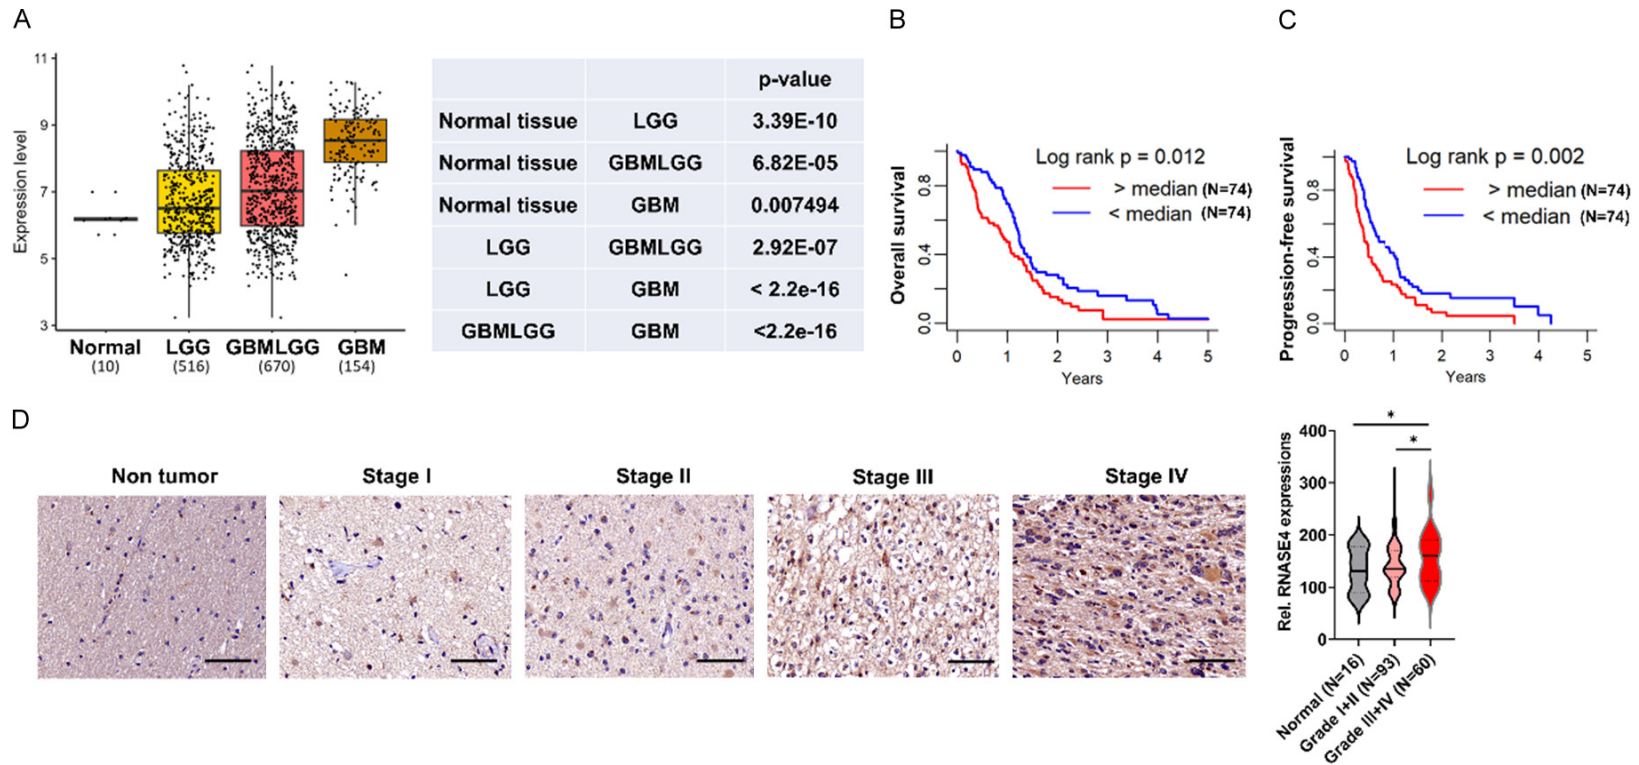 A
Expression level
11
9
7
5
3
Normal LGG GBMLGG GBM
(10) (516) (670) (154)
p-value
Normal tissue LGG 3.39E-10
Normal tissue GBMLGG 6.82E-05
Normal tissue GBM 0.007494
LGG GBMLGG 2.92E-07
LGG GBM < 2.2e-16
GBMLGG GBM <2.2e-16
B
Overall survival
0.8
0.4
0.0
Log rank p = 0.012
> median (N=74)
< median (N=74)
0 1 2 3 4 5
Years
C
Progression-free survival
0.8
0.4
0.0
Log rank p = 0.002
> median (N=74)
< median (N=74)
0 1 2 3 4 5
Years
D
Non tumor Stage I Stage II Stage III Stage IV
Rel. RNASE4 expressions
400
300
200
100
0
*
*
Normal (N=16)
Grade I+II (N=93)
Grade III+IV (N=60)